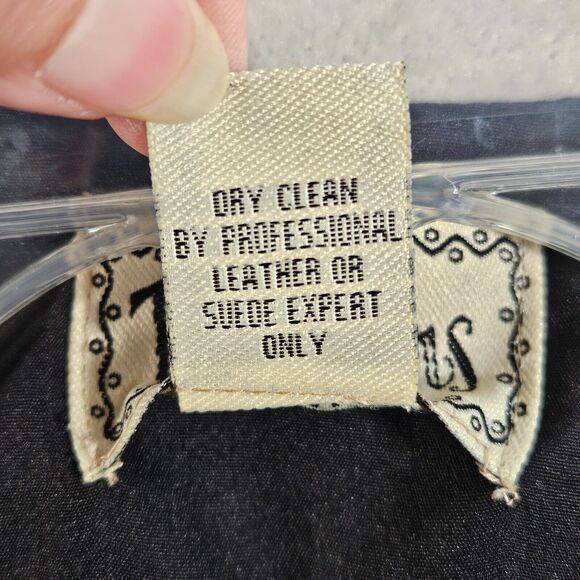 DRY CLEAN
BY PROFESSIONAL
LEATHER OR
SUEDE EXPERT
ONLY